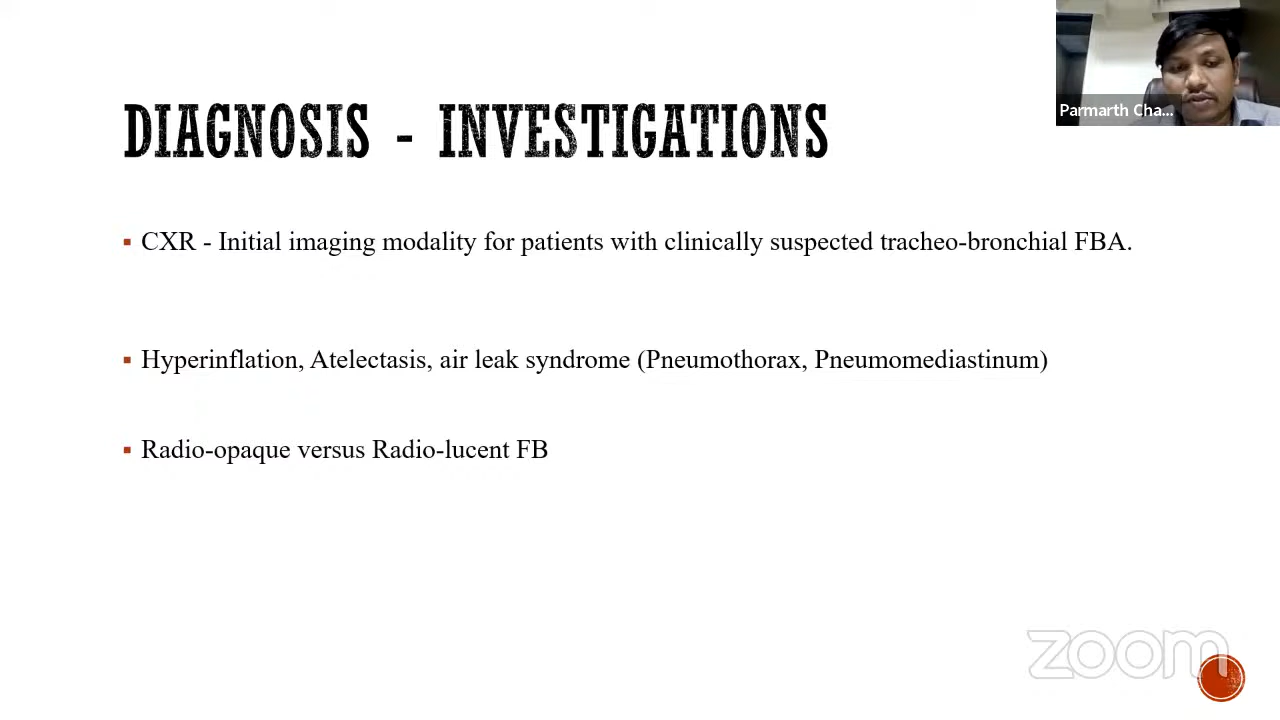 Parmarth Cha...
DIAGNOSIS - INVESTIGATIONS
▪ CXR - Initial imaging modality for patients with clinically suspected tracheo-bronchial FBA.
▪ Hyperinflation, Atelectasis, air leak syndrome (Pneumothorax, Pneumomediastinum)
▪ Radio-opaque versus Radio-lucent FB
zoom